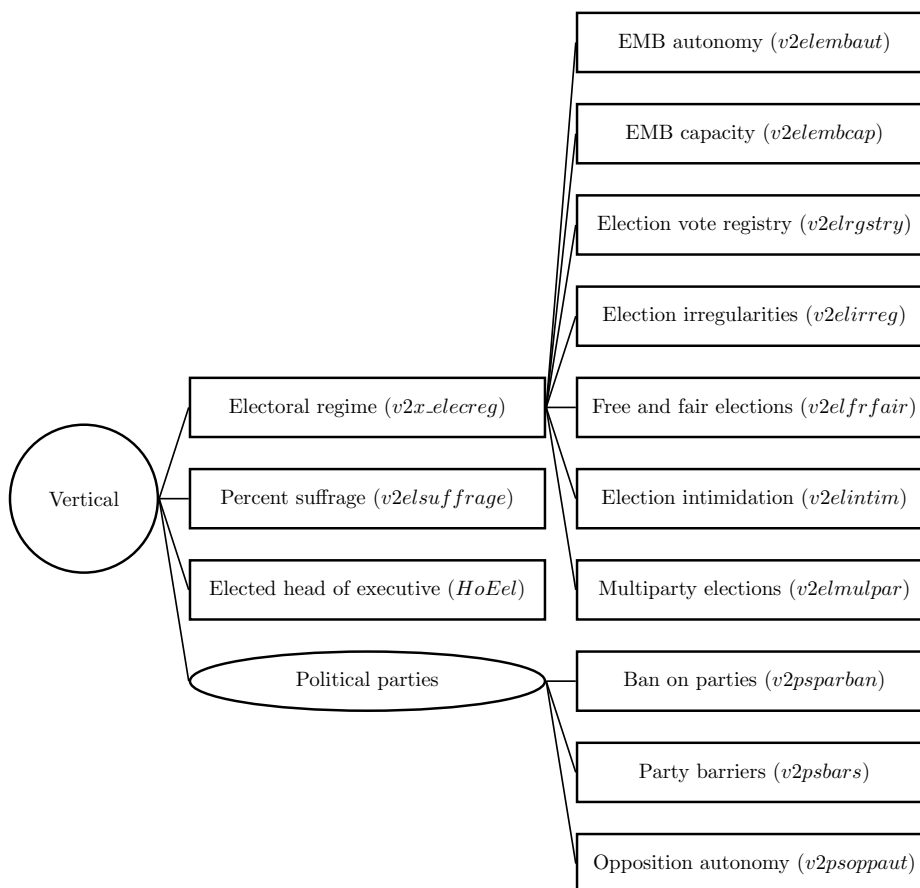 EMB autonomy (v2elembaut)
EMB capacity (v2elembcap)
Election vote registry (v2elrgstry)
Election irregularities (v2elirreg)
Electoral regime (v2x_elecreg)
Free and fair elections (v2elfrfair)
Vertical
Percent suffrage (v2elsuffrage)
Election intimidation (v2elintim)
Elected head of executive (HoEel)
Multiparty elections (v2elmulpar)
Political parties
Ban on parties (v2psparban)
Party barriers (v2psbars)
Opposition autonomy (v2psoppaut)